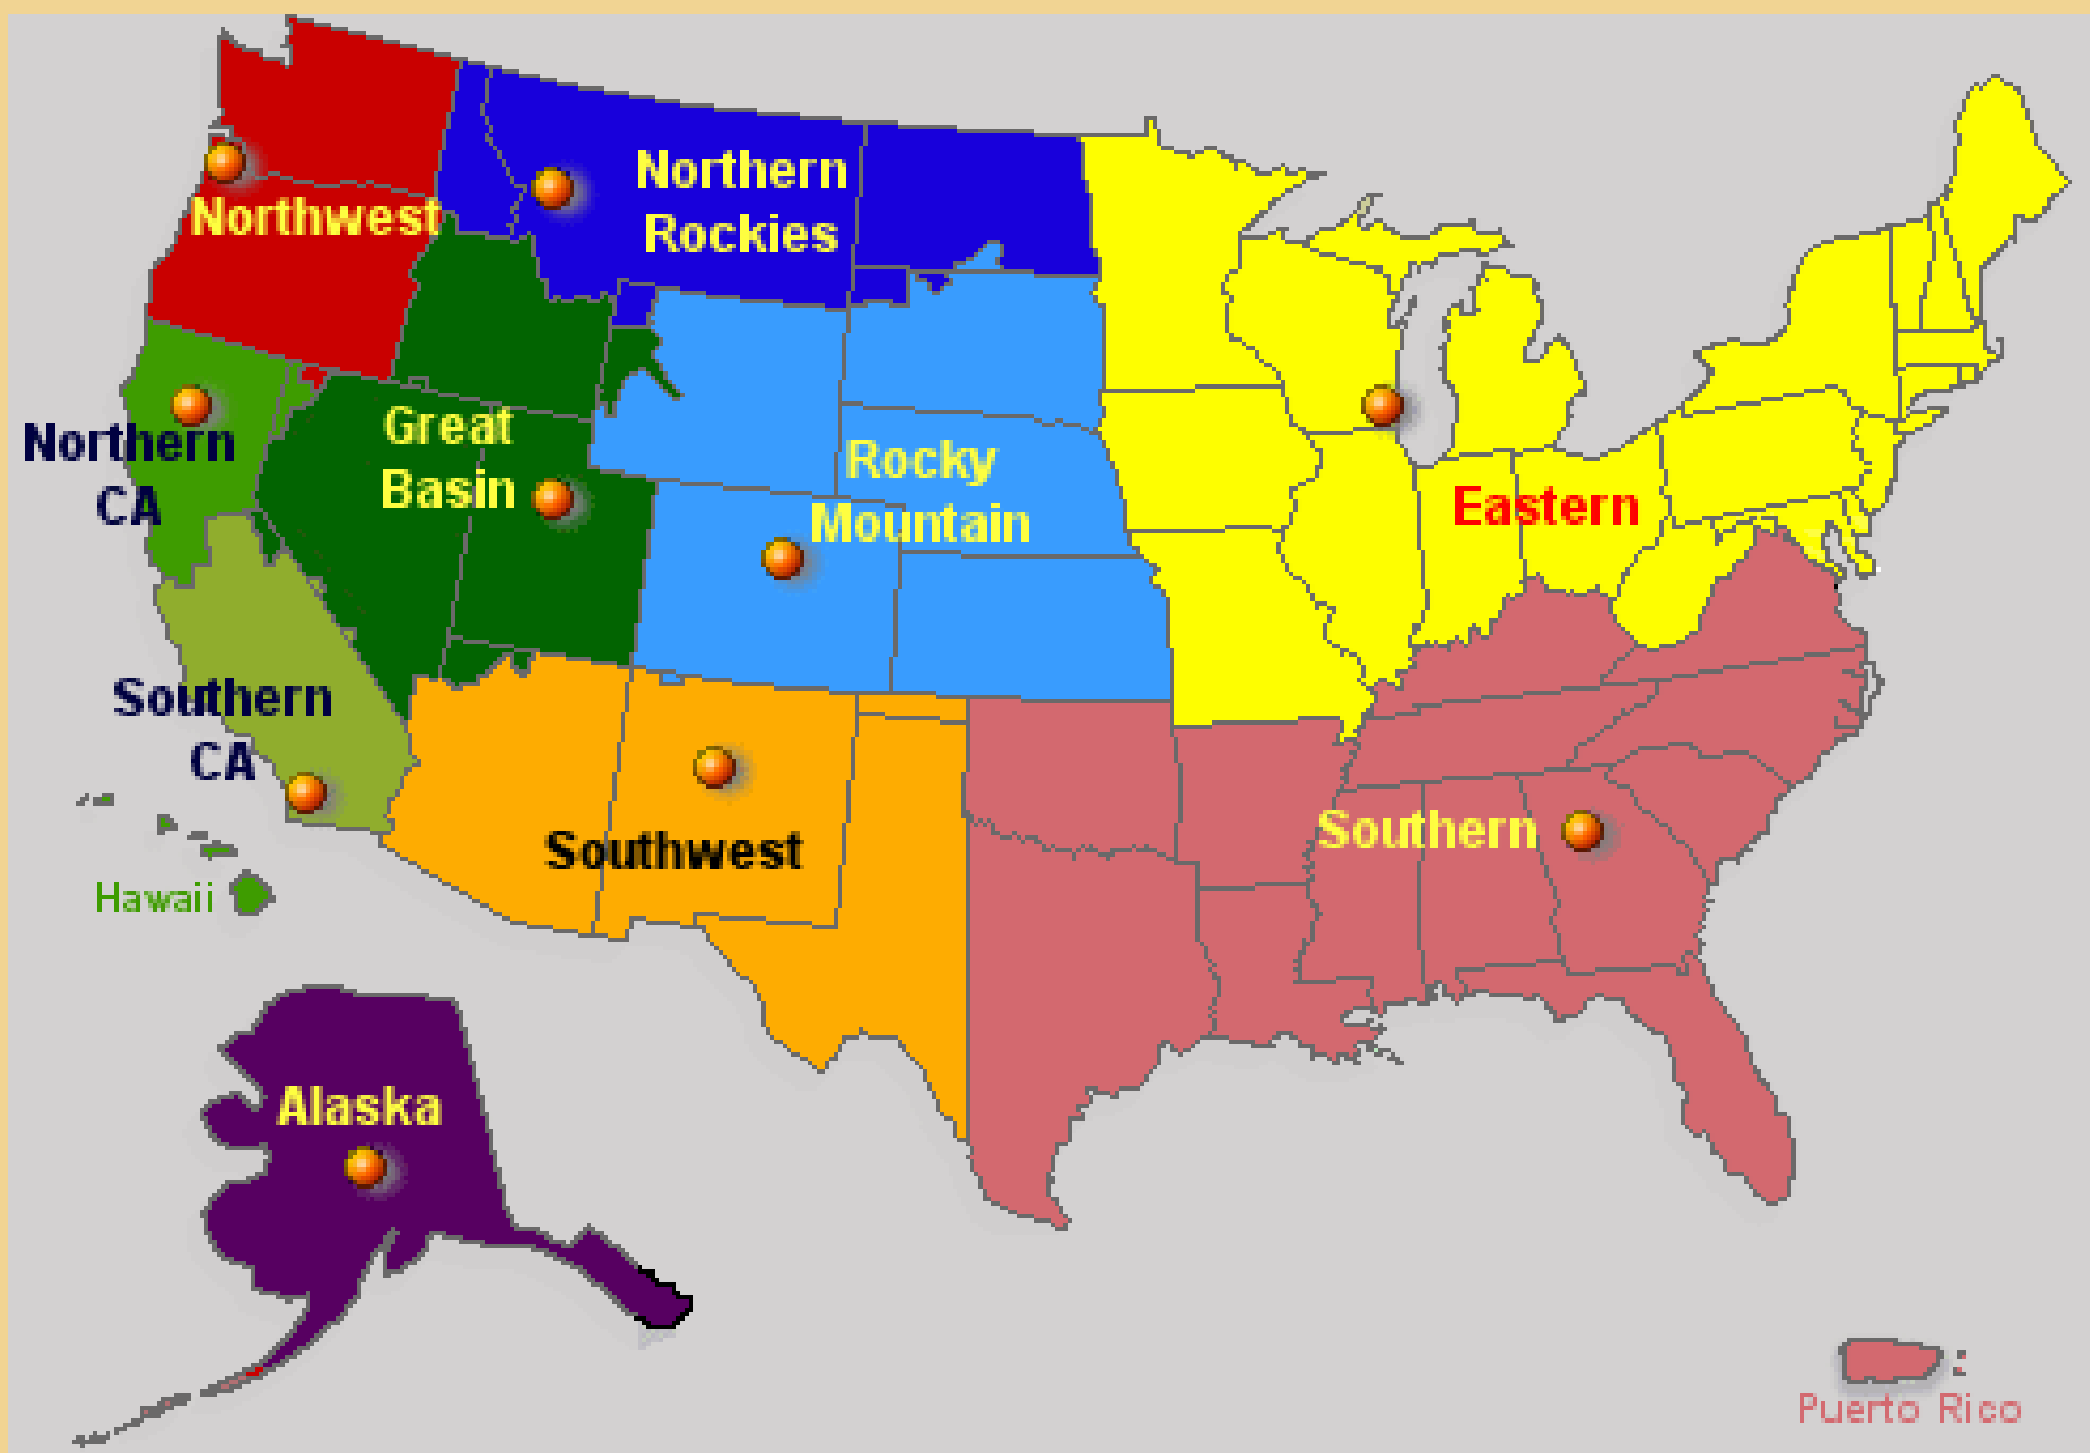 Northern
Rockies
Northwest
Great
Basin
Northern
CA
Rocky
Mountain
Eastern
Southern
CA
Southwest
Southern
Hawaii
Alaska
Puerto Rico